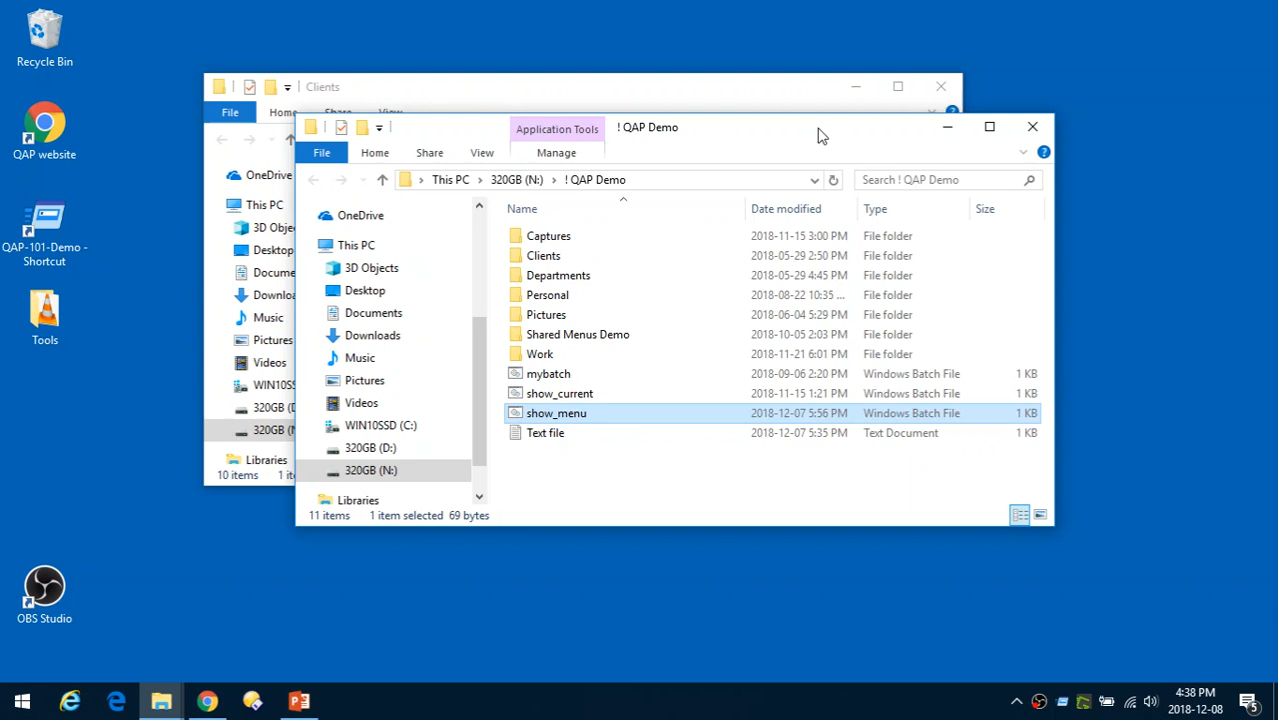 Recycle Bin
QAP website
QAP-101-Demo -
Shortcut
Tools
OBS Studio
Clients
File Home Share View
OneDrive
This PC
3D Obje
Desktop
Docume
Downloa
Music
Pictures
Videos
WIN10SS
320GB (D
320GB (N
Libraries
10 items 1 it
Application Tools ! QAP Demo
File Home Share View Manage
This PC 320GB (N:) ! QAP Demo Search ! QAP Demo
OneDrive
This PC
3D Objects
Desktop
Documents
Downloads
Music
Pictures
Videos
WIN10SSD (C:)
320GB (D:)
320GB (N:)
Libraries
Name Date modified Type Size
Captures 2018-11-15 3:00 PM File folder
Clients 2018-05-29 2:50 PM File folder
Departments 2018-05-29 4:45 PM File folder
Personal 2018-08-22 10:35 ... File folder
Pictures 2018-06-04 5:29 PM File folder
Shared Menus Demo 2018-10-05 2:03 PM File folder
Work 2018-11-21 6:01 PM File folder
mybatch 2018-09-06 2:20 PM Windows Batch File 1 KB
show_current 2018-11-15 1:21 PM Windows Batch File 1 KB
show_menu 2018-12-07 5:56 PM Windows Batch File 1 KB
Text file 2018-12-07 5:35 PM Text Document 1 KB
11 items 1 item selected 69 bytes
4:38 PM
2018-12-08
5